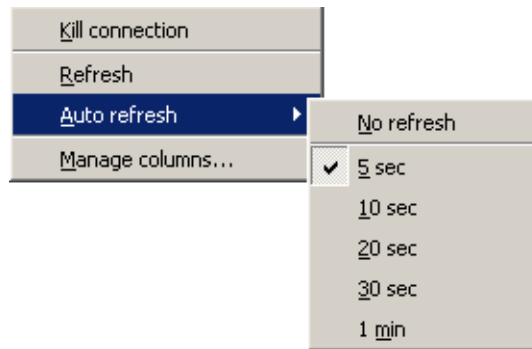 Kill connection
Refresh
Auto refresh
Manage columns...
No refresh
5 sec
10 sec
20 sec
30 sec
1 min